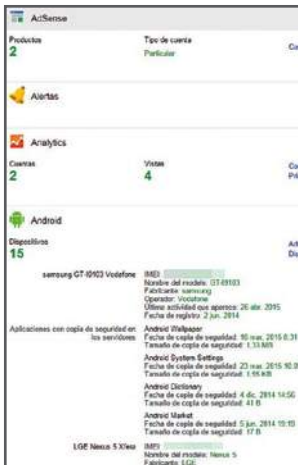 AdSense
Productos
Tipo de cuenta
2
Particular
Alertas
Analytics
Cuentas
Vistas
2
4
Android
Dispositivos
15
samsung GT-I9103 Vodafone
IMEI
Nombre del modelo: GT-I9103
Fabricante: samsung
Operador: Vodafone
Última actividad que aparece: 26 abr. 2015
Fecha de registro: 2 jun. 2014
Aplicaciones con copia de seguridad en
los servidores
Android Wallpaper
Fecha de copia de seguridad: 16 mar. 2015 8:31
Tamaño de copia de seguridad: 1.33 MB
Android System Settings
Fecha de copia de seguridad: 23 mar. 2015
Tamaño de copia de seguridad: 1.55 KB
Android Dictionary
Fecha de copia de seguridad: 4 dic. 2014 14:56
Tamaño de copia de seguridad: 41 B
Android Market
Fecha de copia de seguridad: 5 jun. 2014 19:19
Tamaño de copia de seguridad: 17 B
LGE Nexus 5
IMEI
Nombre del modelo: Nexus 5
Fabricante: LGE